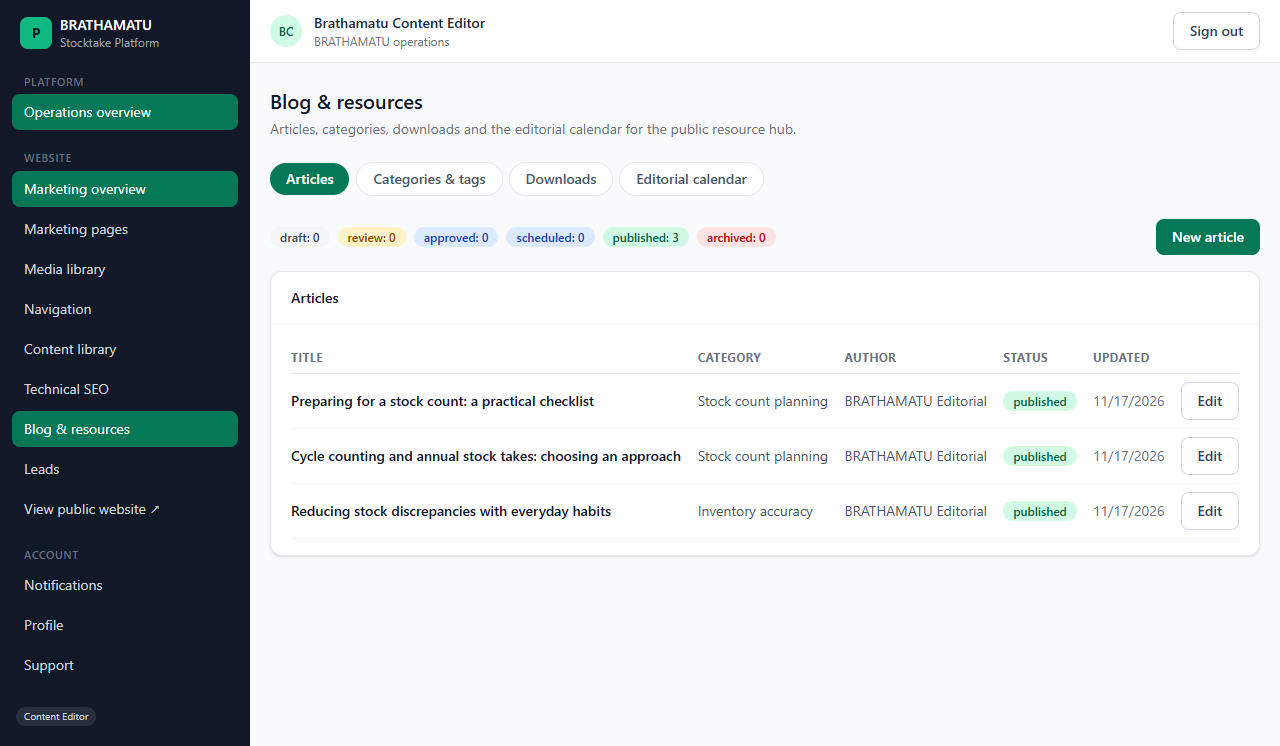 P
BRATHAMATU
Stocktake Platform
PLATFORM
Operations overview
WEBSITE
Marketing overview
Marketing pages
Media library
Navigation
Content library
Technical SEO
Blog & resources
Leads
View public website ↗
ACCOUNT
Notifications
Profile
Support
Content Editor
BC
Brathamatu Content Editor
BRATHAMATU operations
Sign out
Blog & resources
Articles, categories, downloads and the editorial calendar for the public resource hub.
Articles Categories & tags Downloads Editorial calendar
draft: 0 review: 0 approved: 0 scheduled: 0 published: 3 archived: 0 New article
Articles
TITLE CATEGORY AUTHOR STATUS UPDATED
Preparing for a stock count: a practical checklist Stock count planning BRATHAMATU Editorial published 11/17/2026 Edit
Cycle counting and annual stock takes: choosing an approach Stock count planning BRATHAMATU Editorial published 11/17/2026 Edit
Reducing stock discrepancies with everyday habits Inventory accuracy BRATHAMATU Editorial published 11/17/2026 Edit